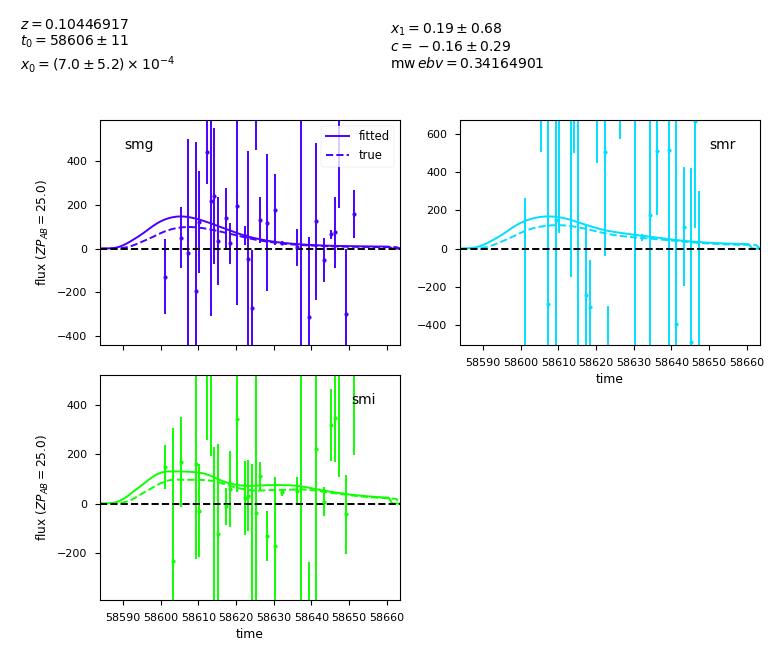 z = 0.10446917
t₀ = 58606 ± 11
x₀ = (7.0 ± 5.2) × 10⁻⁴
x₁ = 0.19 ± 0.68
c = −0.16 ± 0.29
mw ebv = 0.34164901
smg
fitted
true
400
200
0
−200
−400
flux (ZP_AB = 25.0)
smr
600
400
200
0
−200
−400
58590 58600 58610 58620 58630 58640 58650 58660
time
smi
400
200
0
−200
flux (ZP_AB = 25.0)
58590 58600 58610 58620 58630 58640 58650 58660
time